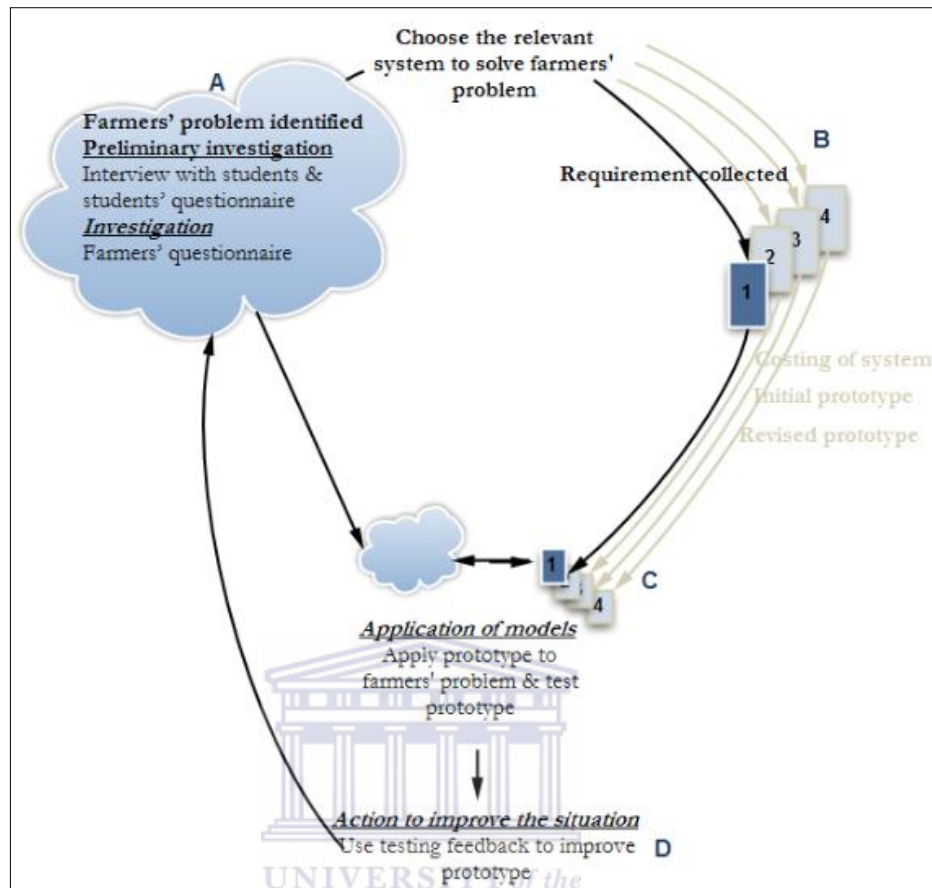 Choose the relevant
system to solve farmers'
problem
A
Farmers' problem identified
Preliminary investigation
Interview with students &
students' questionnaire
Investigation
Farmers' questionnaire
B
Requirement collected
4
3
2
1
Costing of system
Initial prototype
Revised prototype
1
4
C
Application of models
Apply prototype to
farmers' problem & test
prototype
Action to improve the situation
Use testing feedback to improve
prototype
D
UNIVERSITY of the